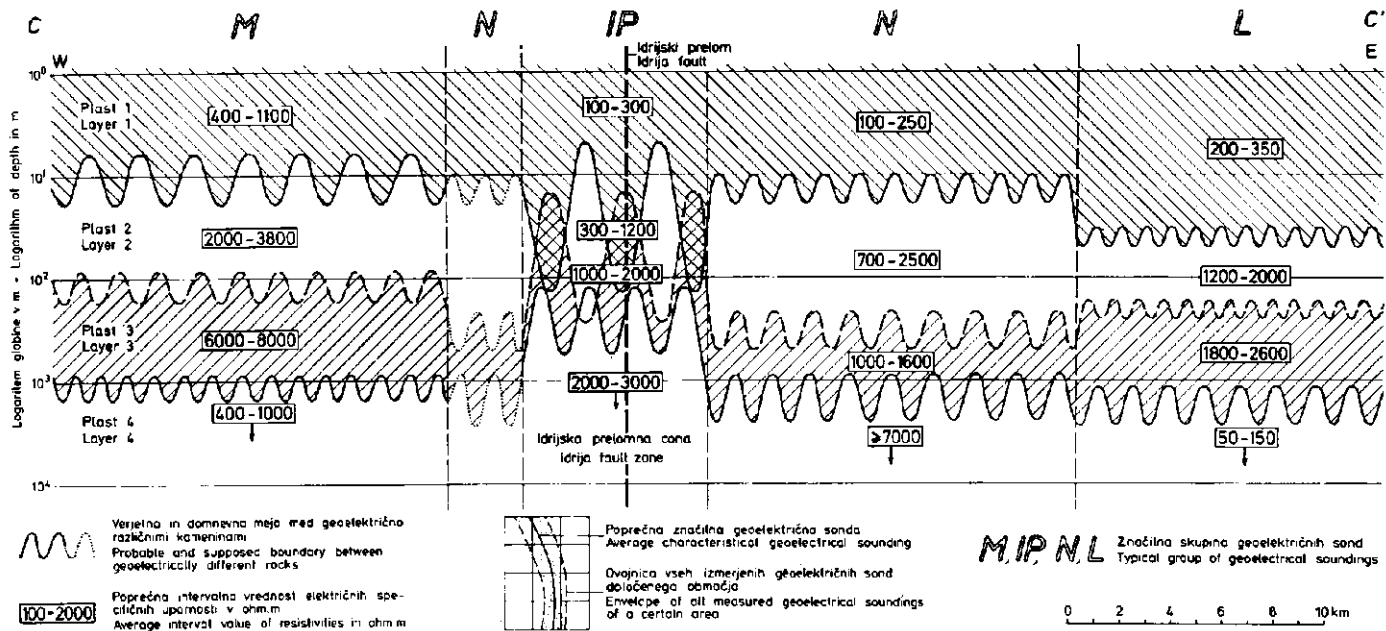 C M N IP N L C'
W Idrijski prelom E
Idrija fault
10⁰
Plast 1
Layer 1
400-1100
100-300
100-250
200-350
10¹
Plast 2
Layer 2
2000-3800
300-1200
700-2500
1000-2000
1200-2000
10²
Plast 3
Layer 3
6000-8000
1000-1600
1800-2600
10³
2000-3000
Plast 4
Layer 4
400-1000
⩾7000
50-150
Idrijska prelomna cona
Idrija fault zone
10⁴
Logaritem globine v m - Logarithm of depth in m
Verjetna in domnevna meja med geoelektrično
različnimi kameninami
Probable and supposed boundary between
geoelectrically different rocks
100-2000
Poprečna intervalna vrednost električnih spe-
cifičnih upornosti v ohm.m
Average interval value of resistivities in ohm m
Poprečna značilna geoelektrična sonda
Average characteristical geoelectrical sounding
Ovojnica vseh izmerjenih geoelektričnih sond
določenega območja
Envelope of all measured geoelectrical soundings
of a certain area
M, IP, N, L
Značilna skupina geoelektričnih sond
Typical group of geoelectrical soundings
0 2 4 6 8 10 km